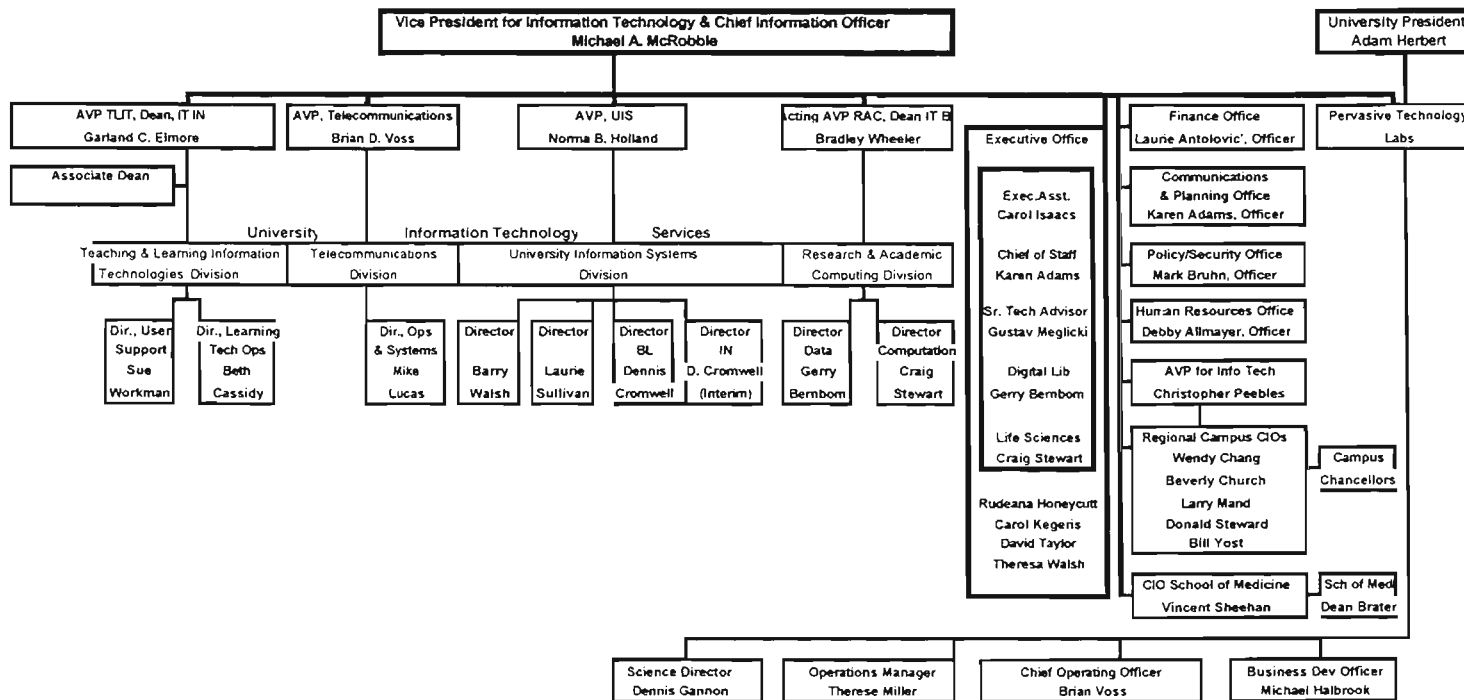 Vice President for Information Technology & Chief Information Officer
Michael A. McRobbie
University President
Adam Herbert
AVP TLIT, Dean, IT IN
Garland C. Elmore
AVP, Telecommunications
Brian D. Voss
AVP, UIS
Norma B. Holland
Acting AVP RAC, Dean IT B
Bradley Wheeler
Executive Office
Finance Office
Laurie Antolovic', Officer
Pervasive Technology
Labs
Associate Dean
Exec.Asst.
Carol Isaacs
Chief of Staff
Karen Adams
Sr. Tech Advisor
Gustav Meglicki
Digital Lib
Gerry Bernbom
Life Sciences
Craig Stewart
Rudeana Honeycutt
Carol Kegeris
David Taylor
Theresa Walsh
Communications
& Planning Office
Karen Adams, Officer
Policy/Security Office
Mark Bruhn, Officer
Human Resources Office
Debby Allmayer, Officer
AVP for Info Tech
Christopher Peebles
Regional Campus CIOs
Wendy Chang
Beverly Church
Larry Mand
Donald Steward
Bill Yost
Campus
Chancellors
CIO School of Medicine
Vincent Sheehan
Sch of Med
Dean Brater
University Information Technology Services
Teaching & Learning Information
Technologies Division
Telecommunications
Division
University Information Systems
Division
Research & Academic
Computing Division
Dir., User
Support
Sue
Workman
Dir., Learning
Tech Ops
Beth
Cassidy
Dir., Ops
& Systems
Mike
Lucas
Director
Barry
Walsh
Director
Laurie
Sullivan
Director
BL
Dennis
Cromwell
Director
IN
D. Cromwell
(Interim)
Director
Data
Gerry
Bernbom
Director
Computation
Craig
Stewart
Science Director
Dennis Gannon
Operations Manager
Therese Miller
Chief Operating Officer
Brian Voss
Business Dev Officer
Michael Halbrook